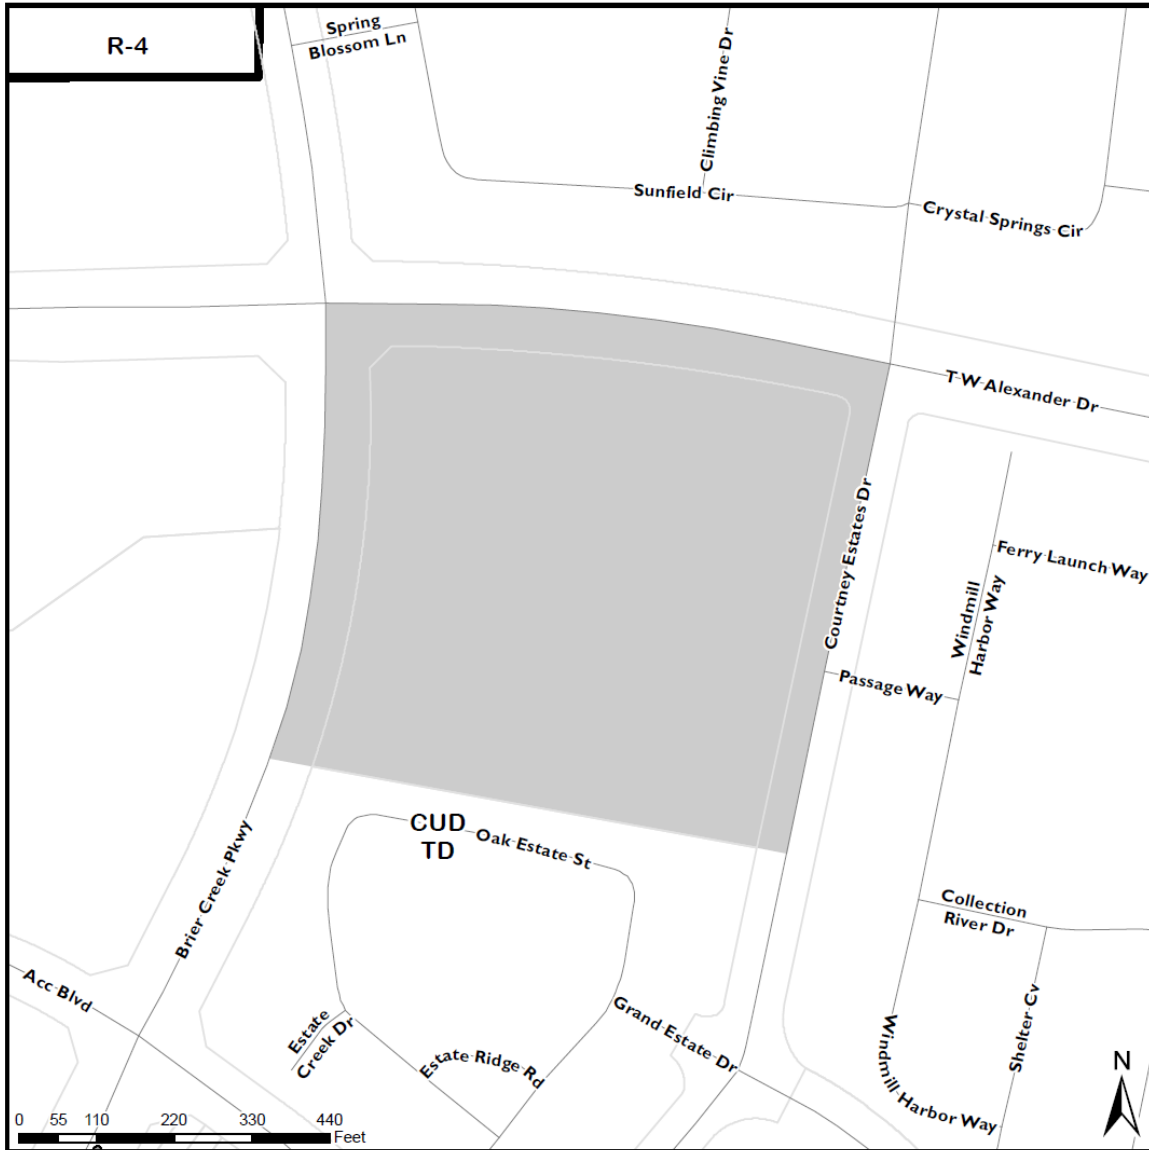 R-4
Spring
Blossom Ln
Climbing Vine Dr
Sunfield Cir
Crystal Springs Cir
T W Alexander Dr
Courtney Estates Dr
Ferry Launch Way
Windmill
Harbor Way
Passage Way
CUD
TD
Oak Estate St
Brier Creek Pkwy
Collection
River Dr
Acc Blvd
Estate
Creek Dr
Estate Ridge Rd
Grand Estate Dr
Windmill Harbor Way
Shelter Cv
N
0 55 110 220 330 440
Feet